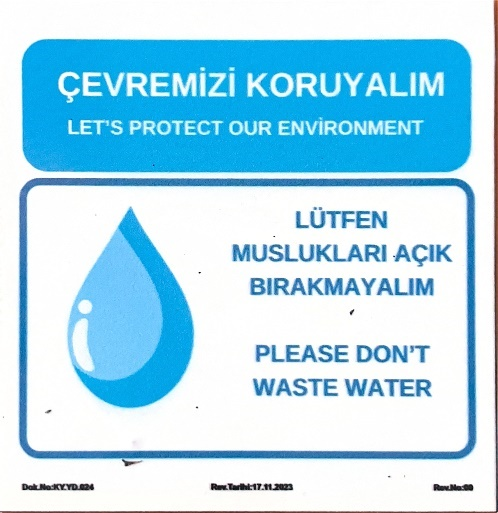 ÇEVREMİZİ KORUYALIM
LET'S PROTECT OUR ENVİRONMENT
LÜTFEN
MUSLUKLARI AÇIK
BIRAKMAYALIM
PLEASE DON'T
WASTE WATER
Dok.No:KY.YD.024
Rev.Tarihi:17.11.2023
Rev.No:00